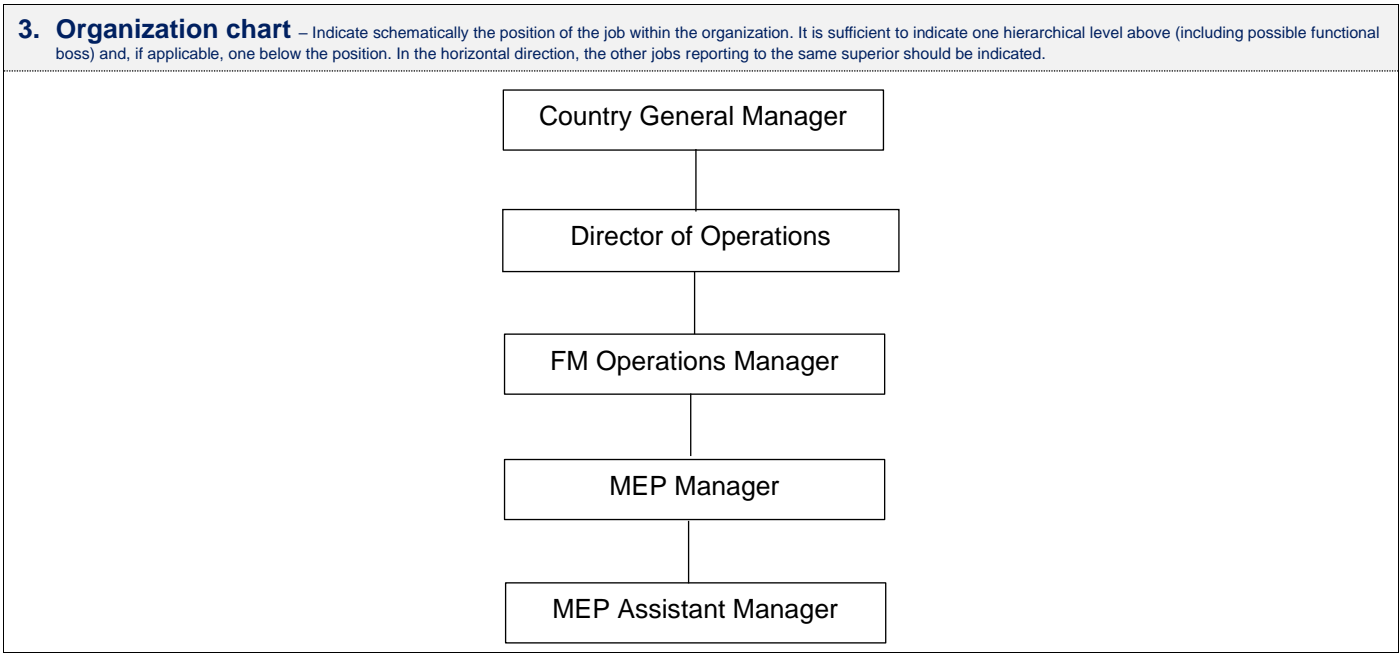 3. Organization chart – Indicate schematically the position of the job within the organization. It is sufficient to indicate one hierarchical level above (including possible functional
boss) and, if applicable, one below the position. In the horizontal direction, the other jobs reporting to the same superior should be indicated.
Country General Manager
Director of Operations
FM Operations Manager
MEP Manager
MEP Assistant Manager